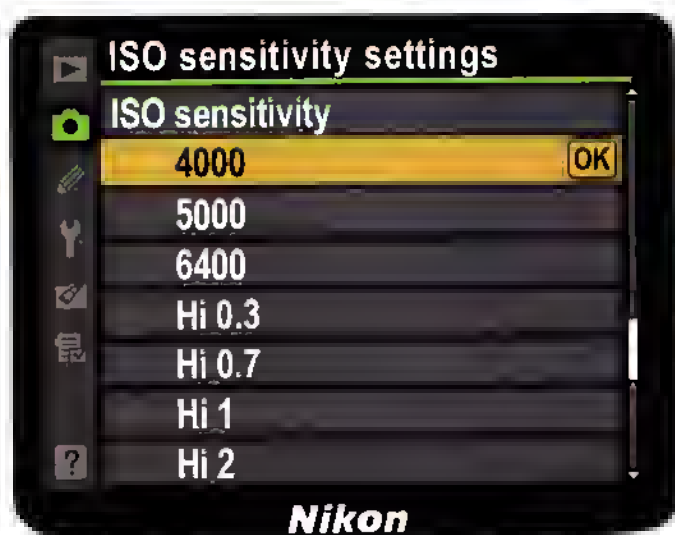 ISO sensitivity settings
ISO sensitivity
4000 OK
5000
6400
Hi 0.3
Hi 0.7
Hi 1
Hi 2
?
Nikon